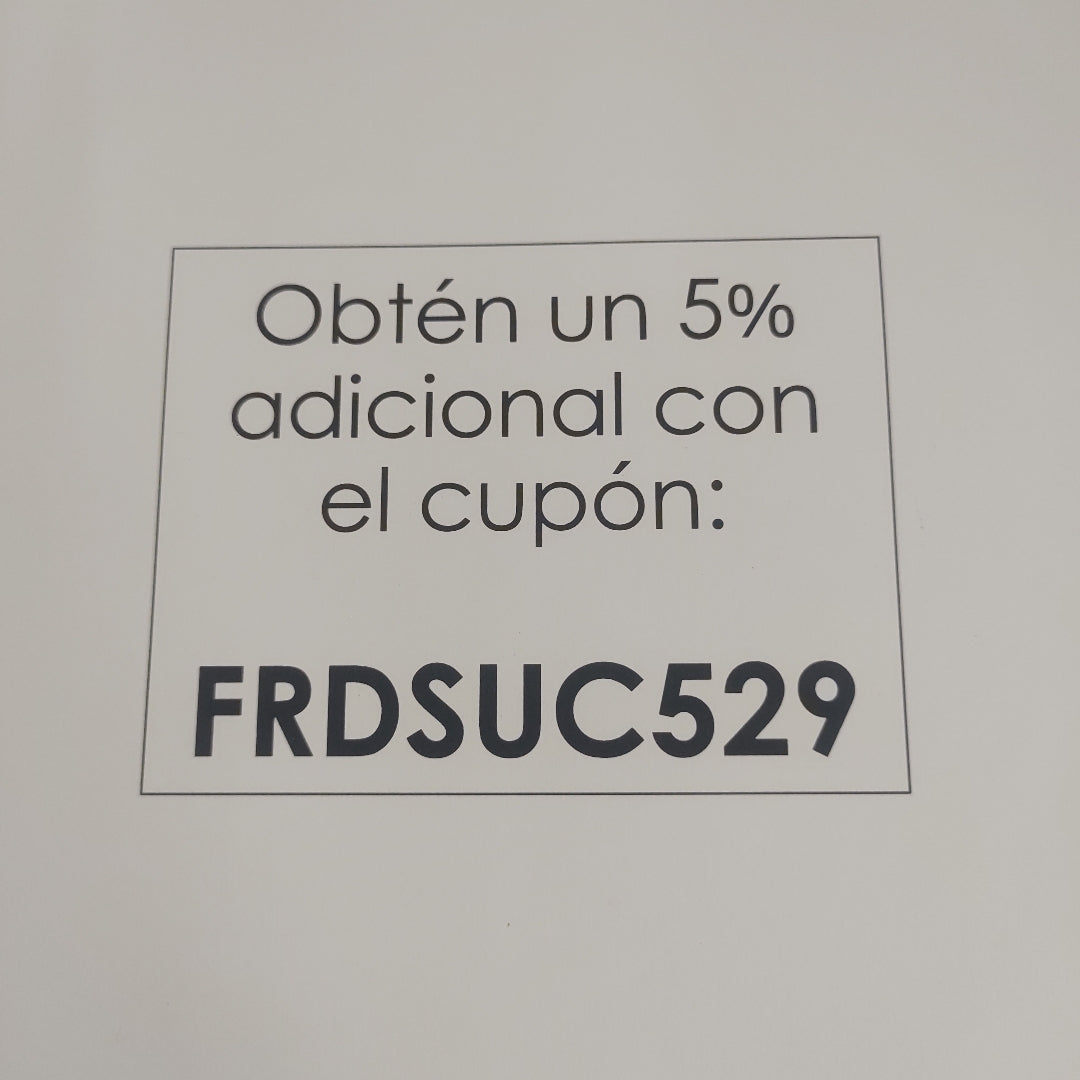 Obtén un 5%
adicional con
el cupón:
FRDSUC529